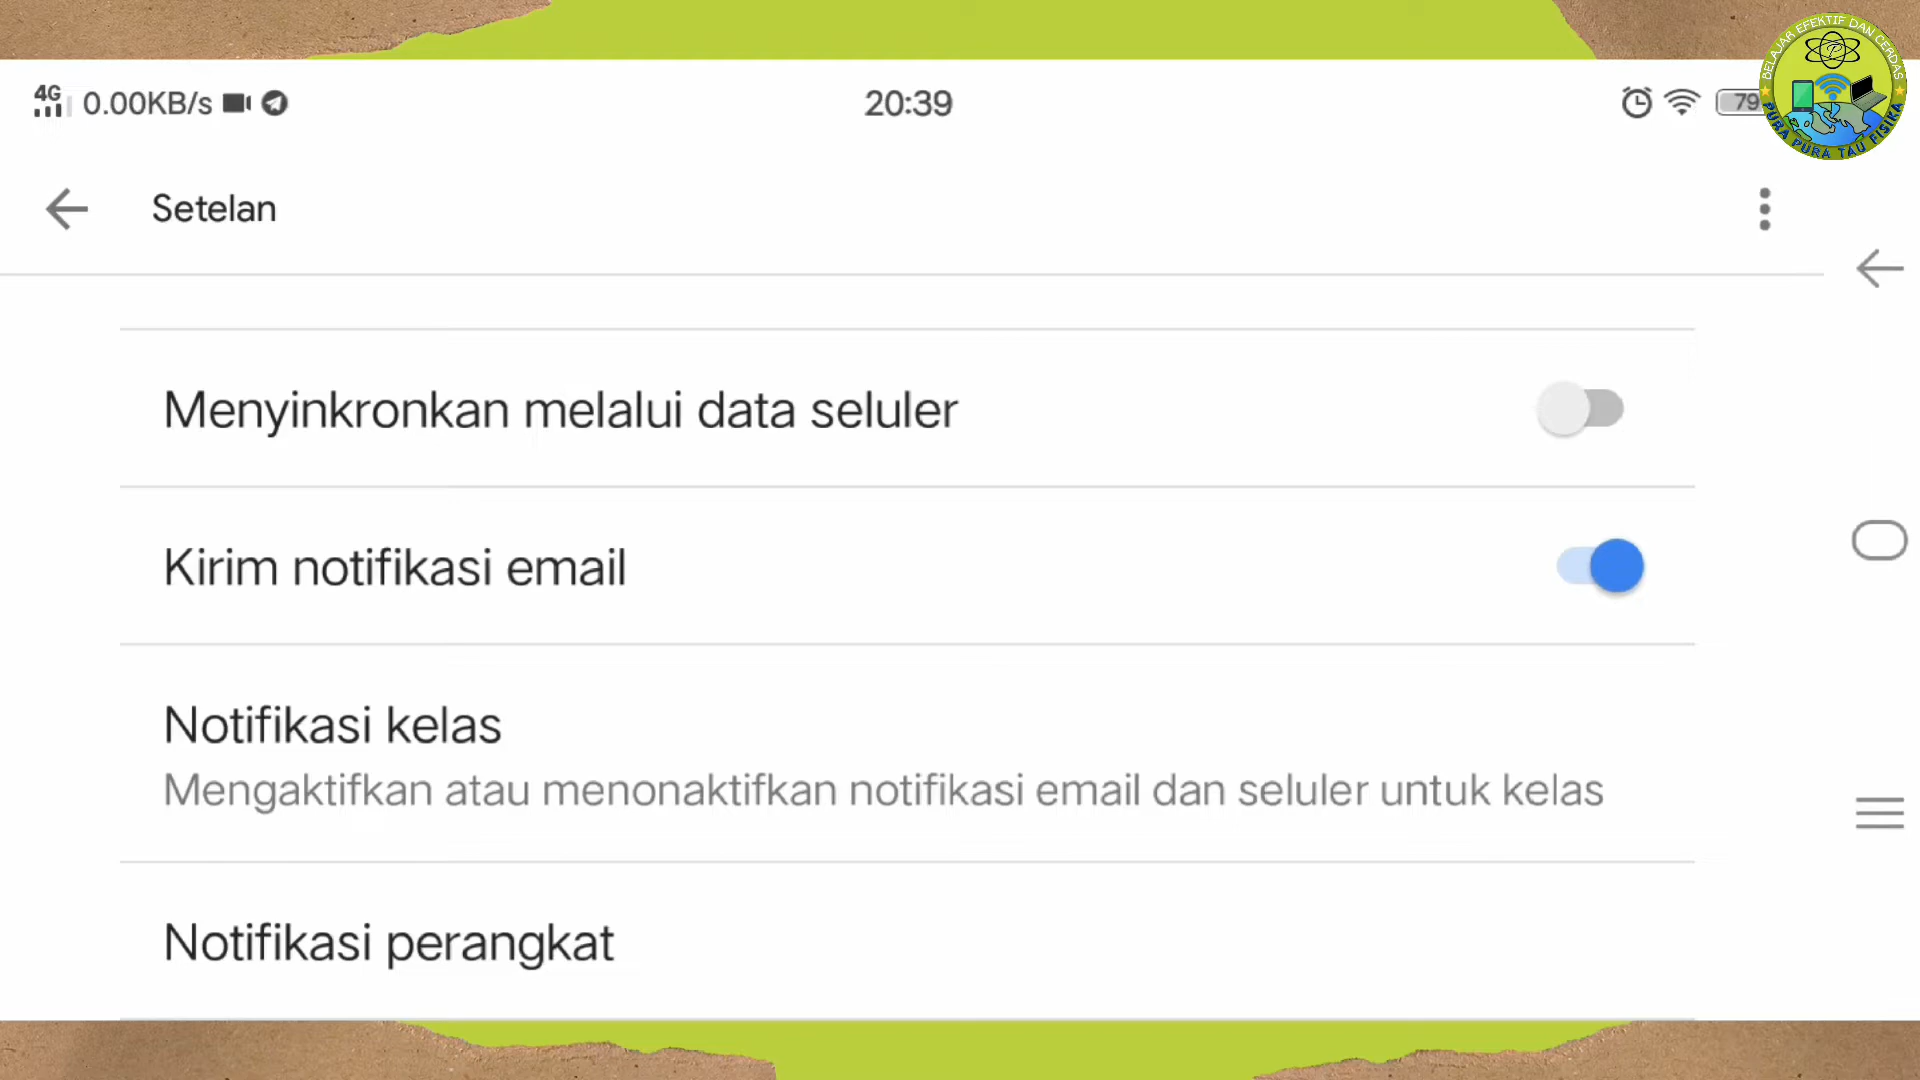 4G 0.00KB/s 20:39 79
BELAJAR EFEKTIF DAN CERDAS
PURA PURA TAU FISIKA
Setelan
Menyinkronkan melalui data seluler
Kirim notifikasi email
Notifikasi kelas
Mengaktifkan atau menonaktifkan notifikasi email dan seluler untuk kelas
Notifikasi perangkat